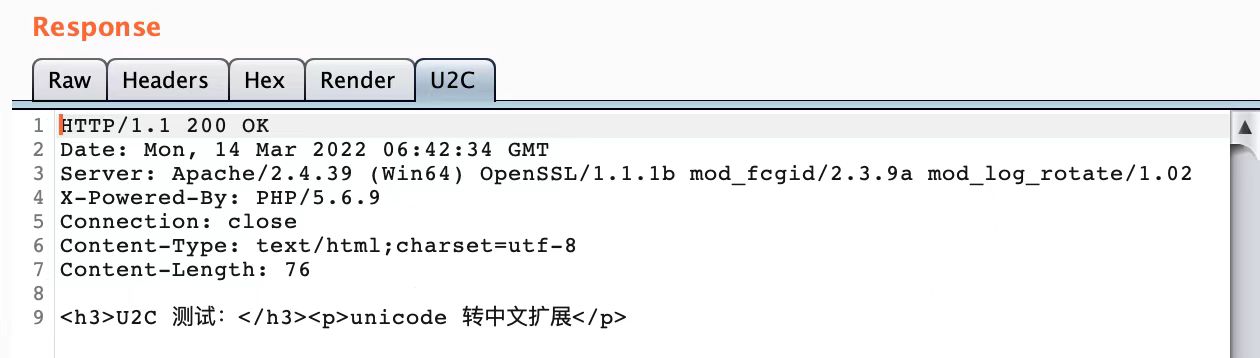 Response
Raw Headers Hex Render U2C
1 HTTP/1.1 200 OK
2 Date: Mon, 14 Mar 2022 06:42:34 GMT
3 Server: Apache/2.4.39 (Win64) OpenSSL/1.1.1b mod_fcgid/2.3.9a mod_log_rotate/1.02
4 X-Powered-By: PHP/5.6.9
5 Connection: close
6 Content-Type: text/html;charset=utf-8
7 Content-Length: 76
8
9 <h3>U2C 测试：</h3><p>unicode 转中文扩展</p>